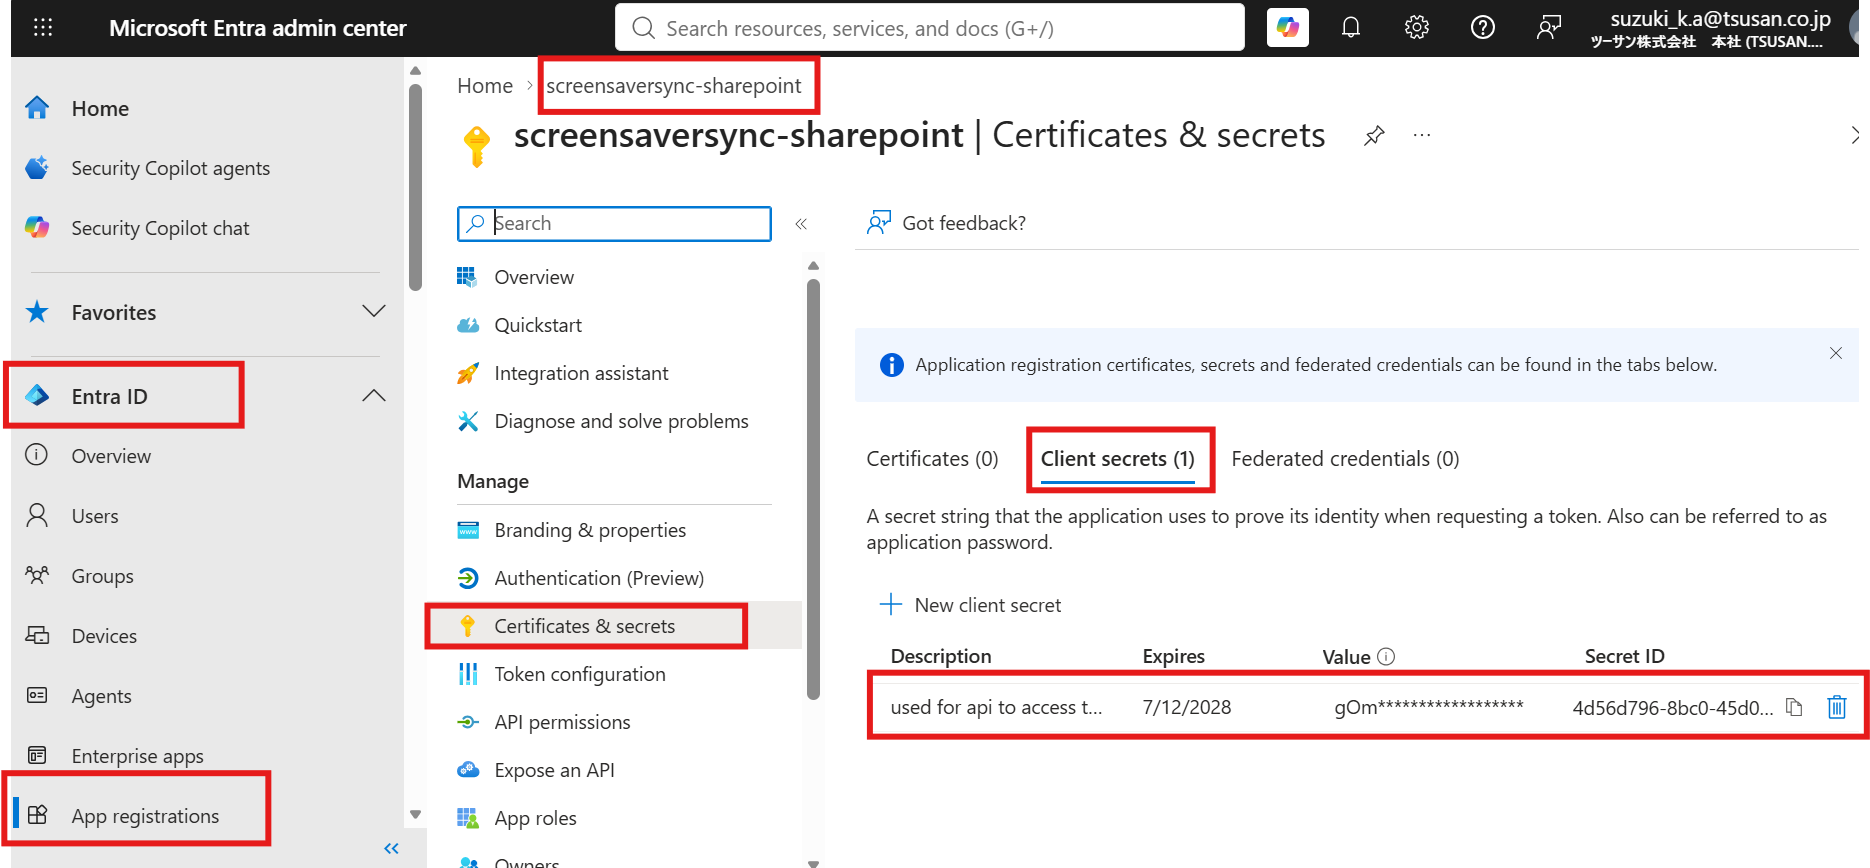 Microsoft Entra admin center
Search resources, services, and docs (G+/)
suzuki_k.a@tsusan.co.jp
ツーサン株式会社　本社 (TSUSAN....
Home
Security Copilot agents
Security Copilot chat
Favorites
Entra ID
Overview
Users
Groups
Devices
Agents
Enterprise apps
App registrations
Home > screensaversync-sharepoint
screensaversync-sharepoint | Certificates & secrets
Search
Overview
Quickstart
Integration assistant
Diagnose and solve problems
Manage
Branding & properties
Authentication (Preview)
Certificates & secrets
Token configuration
API permissions
Expose an API
App roles
Owners
Got feedback?
Application registration certificates, secrets and federated credentials can be found in the tabs below.
Certificates (0) Client secrets (1) Federated credentials (0)
A secret string that the application uses to prove its identity when requesting a token. Also can be referred to as
application password.
New client secret
Description Expires Value Secret ID
used for api to access t... 7/12/2028 gOm****************** 4d56d796-8bc0-45d0...